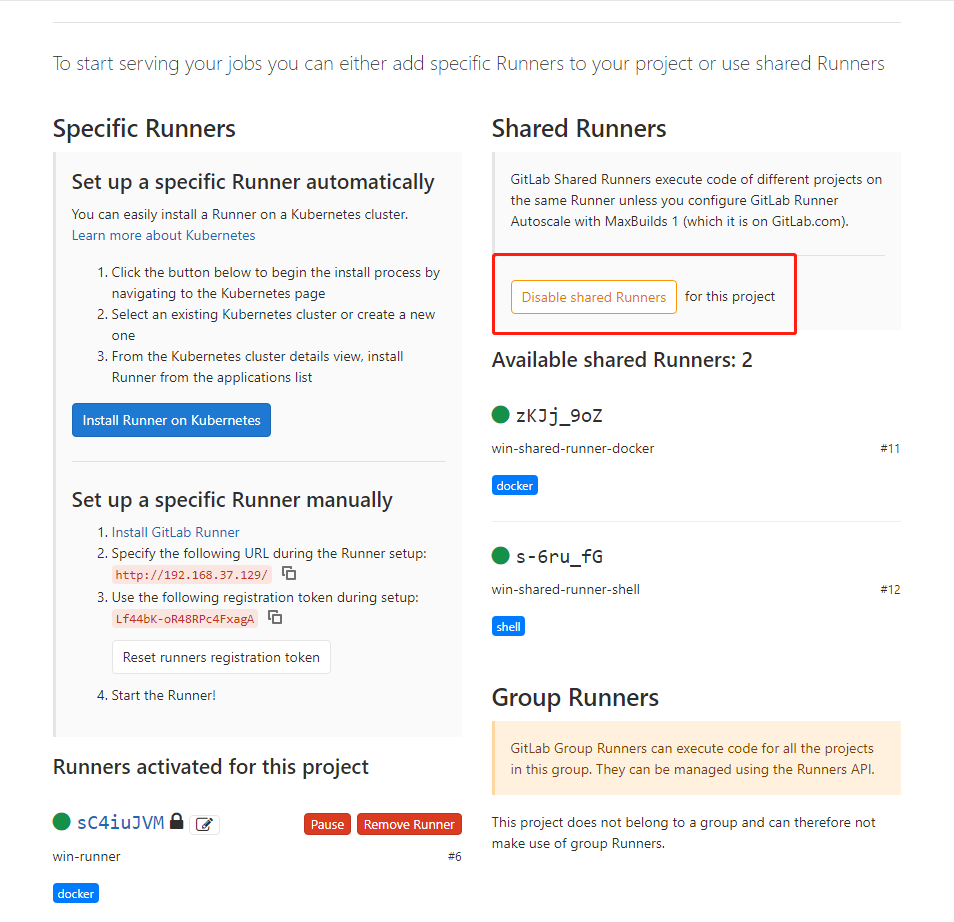 To start serving your jobs you can either add specific Runners to your project or use shared Runners
Specific Runners
Set up a specific Runner automatically
You can easily install a Runner on a Kubernetes cluster.
Learn more about Kubernetes
1. Click the button below to begin the install process by
navigating to the Kubernetes page
2. Select an existing Kubernetes cluster or create a new
one
3. From the Kubernetes cluster details view, install
Runner from the applications list
Install Runner on Kubernetes
Set up a specific Runner manually
1. Install GitLab Runner
2. Specify the following URL during the Runner setup:
http://192.168.37.129/
3. Use the following registration token during setup:
Lf44bK-oR48RPc4FxagA
Reset runners registration token
4. Start the Runner!
Runners activated for this project
sC4iuJVM
Pause
Remove Runner
win-runner
#6
docker
Shared Runners
GitLab Shared Runners execute code of different projects on
the same Runner unless you configure GitLab Runner
Autoscale with MaxBuilds 1 (which it is on GitLab.com).
Disable shared Runners for this project
Available shared Runners: 2
zKJj_9oZ
win-shared-runner-docker
#11
docker
s-6ru_fG
win-shared-runner-shell
#12
shell
Group Runners
GitLab Group Runners can execute code for all the projects
in this group. They can be managed using the Runners API.
This project does not belong to a group and can therefore not
make use of group Runners.